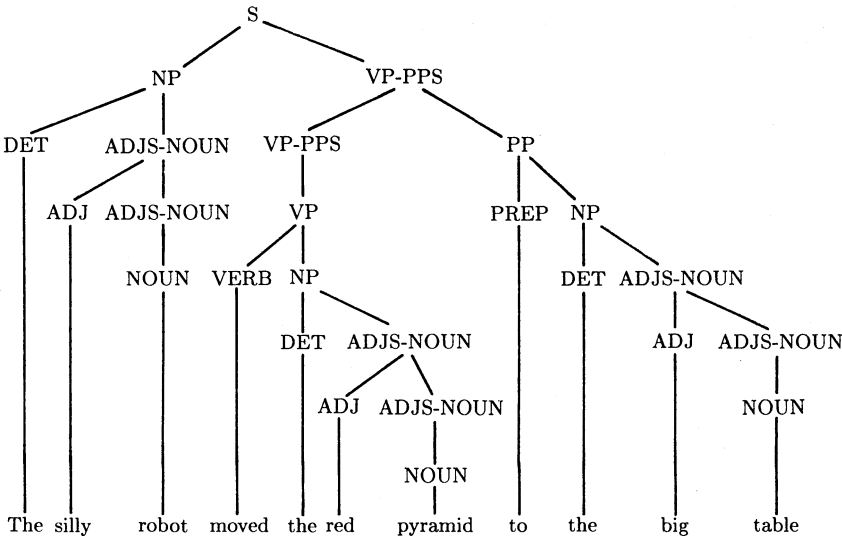 S
NP VP-PPS
DET ADJS-NOUN VP-PPS PP
ADJ ADJS-NOUN VP PREP NP
NOUN VERB NP DET ADJS-NOUN
DET ADJS-NOUN ADJ ADJS-NOUN
ADJ ADJS-NOUN NOUN
NOUN
The silly robot moved the red pyramid to the big table